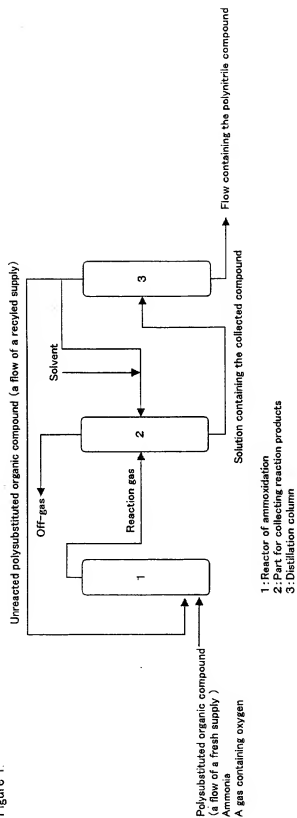 Figure 1.
Unreacted polysubstituted organic compound (a flow of a recyled supply)
Off-gas
Solvent
Reaction gas
1
2
3
Polysubstituted organic compound
(a flow of a fresh supply )
Ammonia
A gas containing oxygen
Solution containing the collected compound
Flow containing the polynitrile compound
1:Reactor of ammoxidation
2:Part for collecting reaction products
3:Distillation column